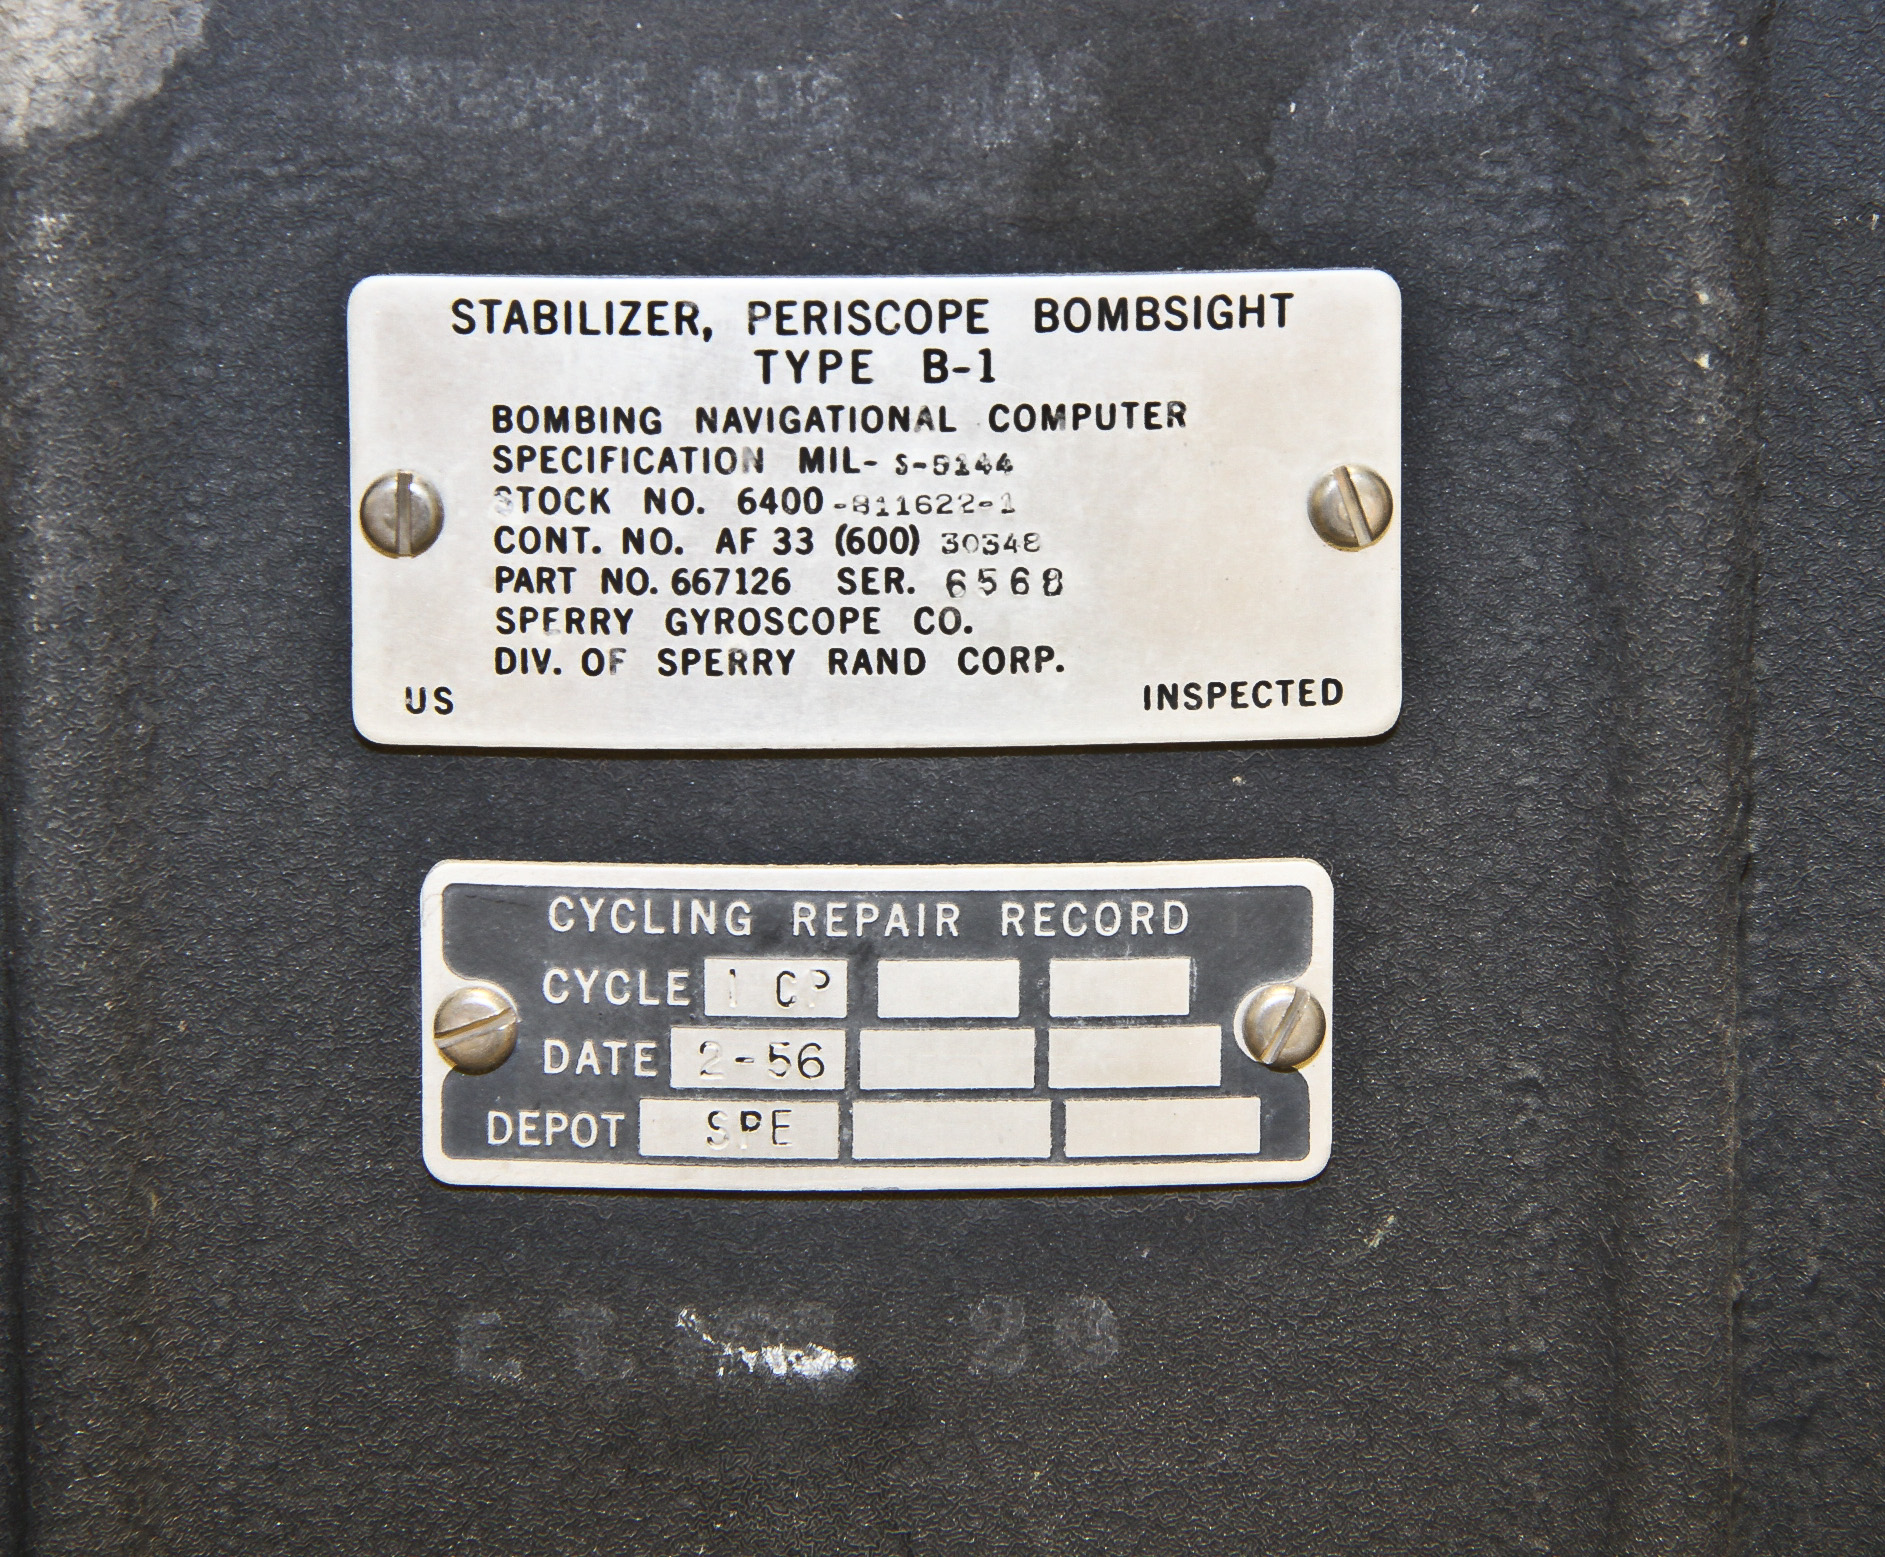 STABILIZER, PERISCOPE BOMBSIGHT
TYPE B-1
BOMBING NAVIGATIONAL COMPUTER
SPECIFICATION MIL- S-5144
STOCK NO. 6400-811622-1
CONT. NO. AF 33 (600) 30348
PART NO. 667126 SER. 6568
SPERRY GYROSCOPE CO.
DIV. OF SPERRY RAND CORP.
US INSPECTED
CYCLING REPAIR RECORD
CYCLE 1 CP
DATE 2-56
DEPOT SPE